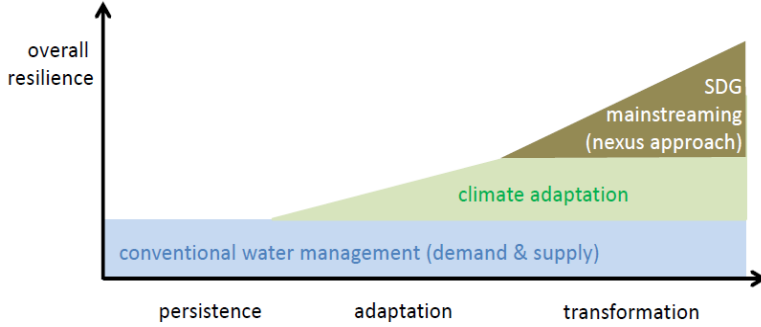 overall
resilience
SDG
mainstreaming
(nexus approach)
climate adaptation
conventional water management (demand & supply)
persistence adaptation transformation